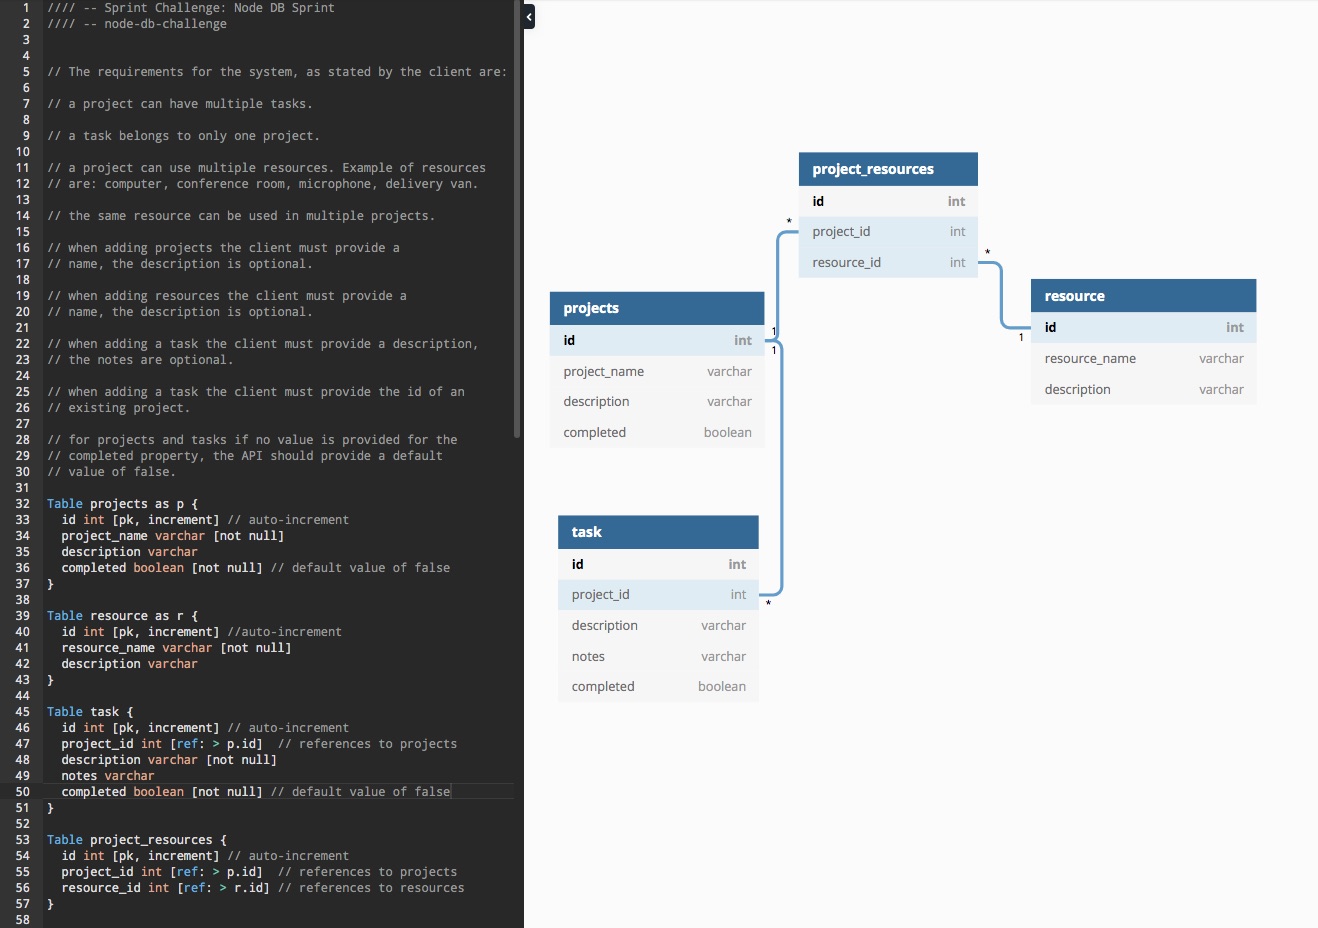 1 //// -- Sprint Challenge: Node DB Sprint
2 //// -- node-db-challenge
3
4
5 // The requirements for the system, as stated by the client are:
6
7 // a project can have multiple tasks.
8
9 // a task belongs to only one project.
10
11 // a project can use multiple resources. Example of resources
12 // are: computer, conference room, microphone, delivery van.
13
14 // the same resource can be used in multiple projects.
15
16 // when adding projects the client must provide a
17 // name, the description is optional.
18
19 // when adding resources the client must provide a
20 // name, the description is optional.
21
22 // when adding a task the client must provide a description,
23 // the notes are optional.
24
25 // when adding a task the client must provide the id of an
26 // existing project.
27
28 // for projects and tasks if no value is provided for the
29 // completed property, the API should provide a default
30 // value of false.
31
32 Table projects as p {
33 id int [pk, increment] // auto-increment
34 project_name varchar [not null]
35 description varchar
36 completed boolean [not null] // default value of false
37 }
38
39 Table resource as r {
40 id int [pk, increment] //auto-increment
41 resource_name varchar [not null]
42 description varchar
43 }
44
45 Table task {
46 id int [pk, increment] // auto-increment
47 project_id int [ref: > p.id] // references to projects
48 description varchar [not null]
49 notes varchar
50 completed boolean [not null] // default value of false
51 }
52
53 Table project_resources {
54 id int [pk, increment] // auto-increment
55 project_id int [ref: > p.id] // references to projects
56 resource_id int [ref: > r.id] // references to resources
57 }
58
project_resources
id int
* project_id int
resource_id int *
projects
id int 1
1
project_name varchar
description varchar
completed boolean
resource
1 id int
resource_name varchar
description varchar
task
id int
project_id int *
description varchar
notes varchar
completed boolean